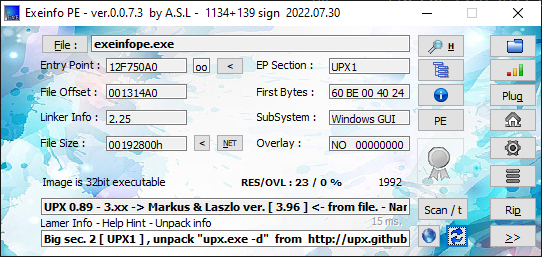 Exeinfo PE - ver.0.0.7.3 by A.S.L - 1134+139 sign 2022.07.30
File : exeinfope.exe H
Entry Point : 12F750A0 oo < EP Section : UPX1
File Offset : 001314A0 First Bytes : 60 BE 00 40 24 Plug
Linker Info : 2.25 SubSystem : Windows GUI PE
File Size : 00192800h < NET Overlay : NO 00000000
Image is 32bit executable RES/OVL : 23 / 0 % 1992
UPX 0.89 - 3.xx -> Markus & Laszlo ver. [ 3.96 ] <- from file. - Nar Scan / t Rip
Lamer Info - Help Hint - Unpack info 15 ms.
Big sec. 2 [ UPX1 ] , unpack "upx.exe -d" from http://upx.github >>